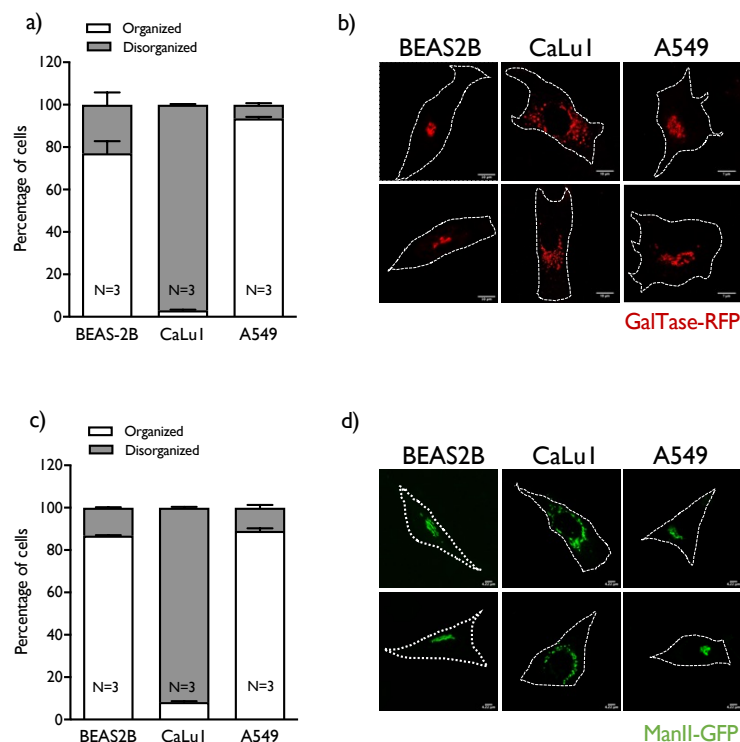 a)
Organized
Disorganized
Percentage of cells
120
100
80
60
40
20
0
N=3
N=3
N=3
BEAS-2B
CaLu1
A549
b)
BEAS2B
CaLu1
A549
GalTase-RFP
c)
Organized
Disorganized
Percentage of cells
120
100
80
60
40
20
0
N=3
N=3
N=3
BEAS2B
CaLu1
A549
d)
BEAS2B
CaLu1
A549
ManII-GFP